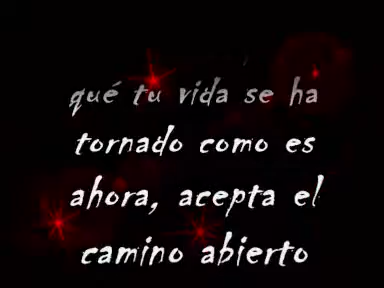 qué tu vida se ha
tornado como es
ahora, acepta el
camino abierto